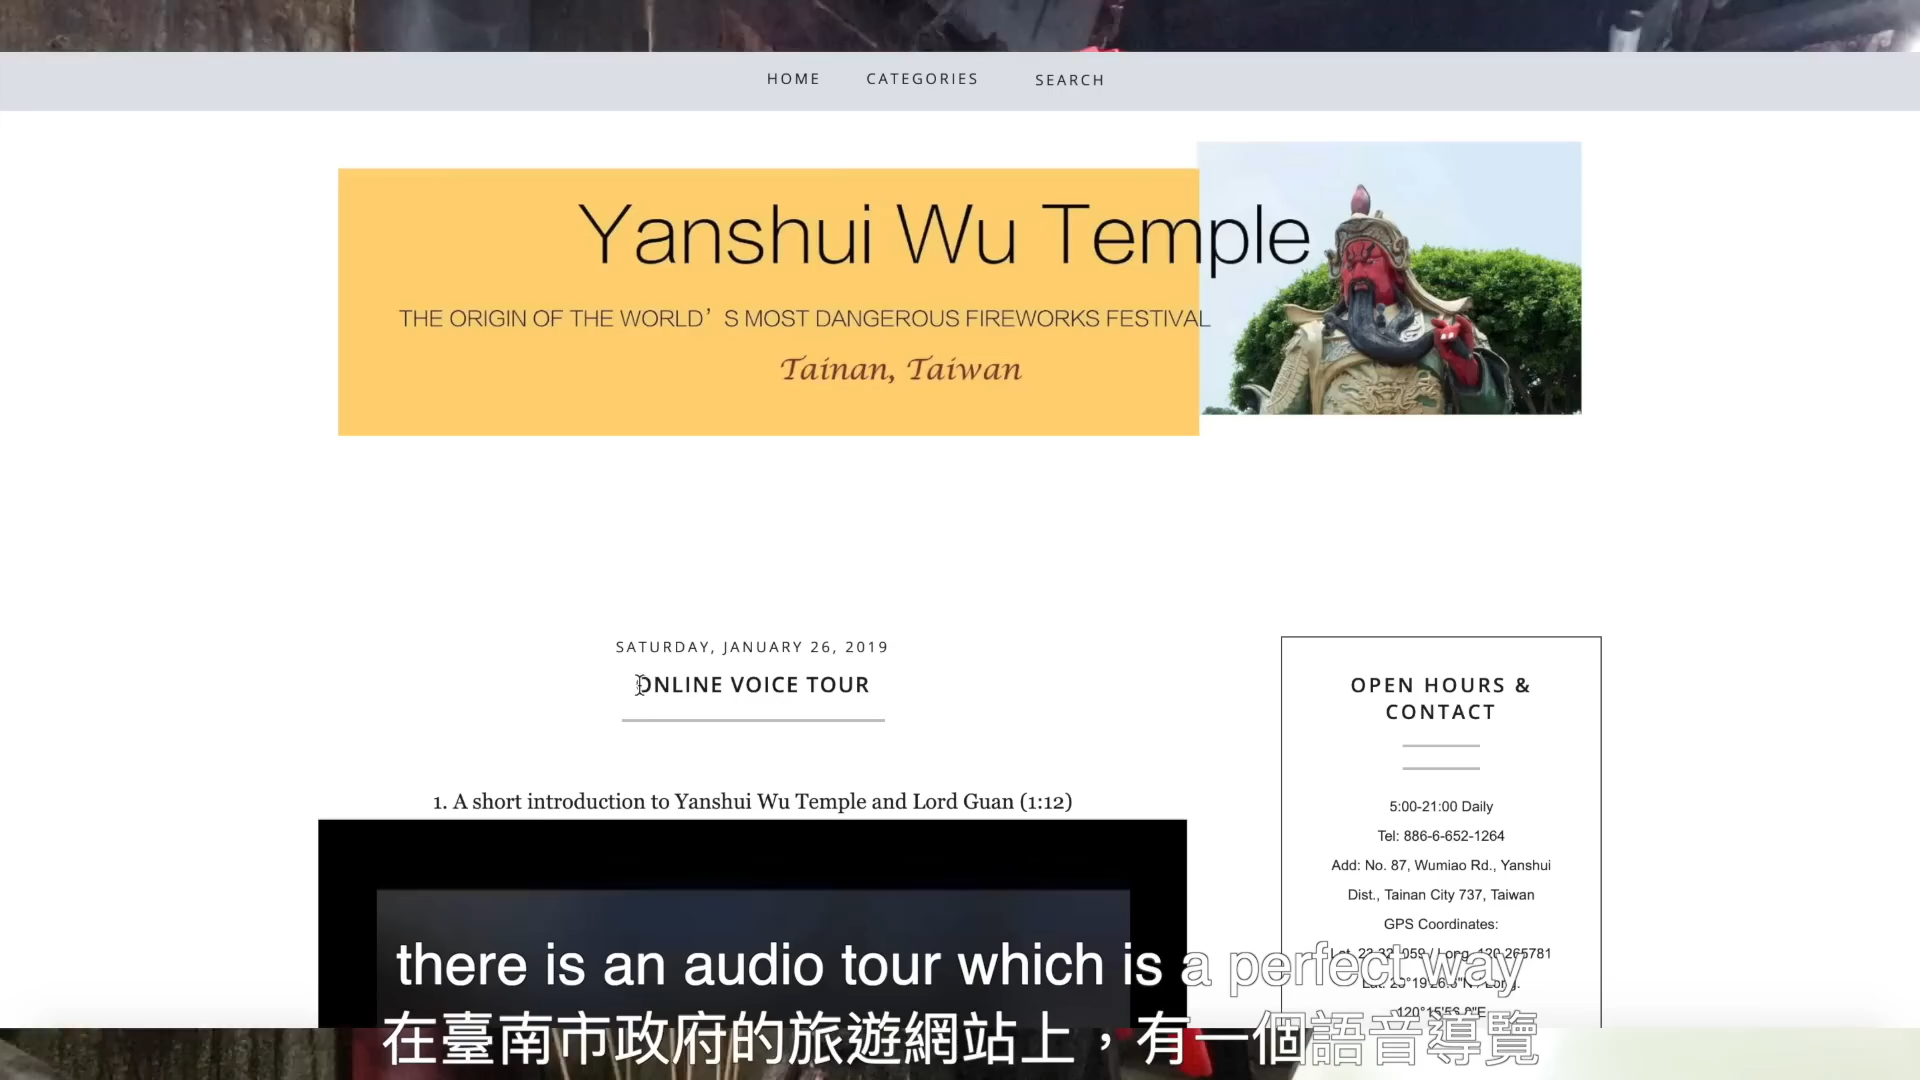 HOME CATEGORIES SEARCH
Yanshui Wu Temple
THE ORIGIN OF THE WORLD’S MOST DANGEROUS FIREWORKS FESTIVAL
Tainan, Taiwan
SATURDAY, JANUARY 26, 2019
ONLINE VOICE TOUR
1. A short introduction to Yanshui Wu Temple and Lord Guan (1:12)
OPEN HOURS &
CONTACT
5:00-21:00 Daily
Tel: 886-6-652-1264
Add: No. 87, Wumiao Rd., Yanshui
Dist., Tainan City 737, Taiwan
GPS Coordinates:
there is an audio tour which is a perfect way
在臺南市政府的旅遊網站上，有一個語音導覽